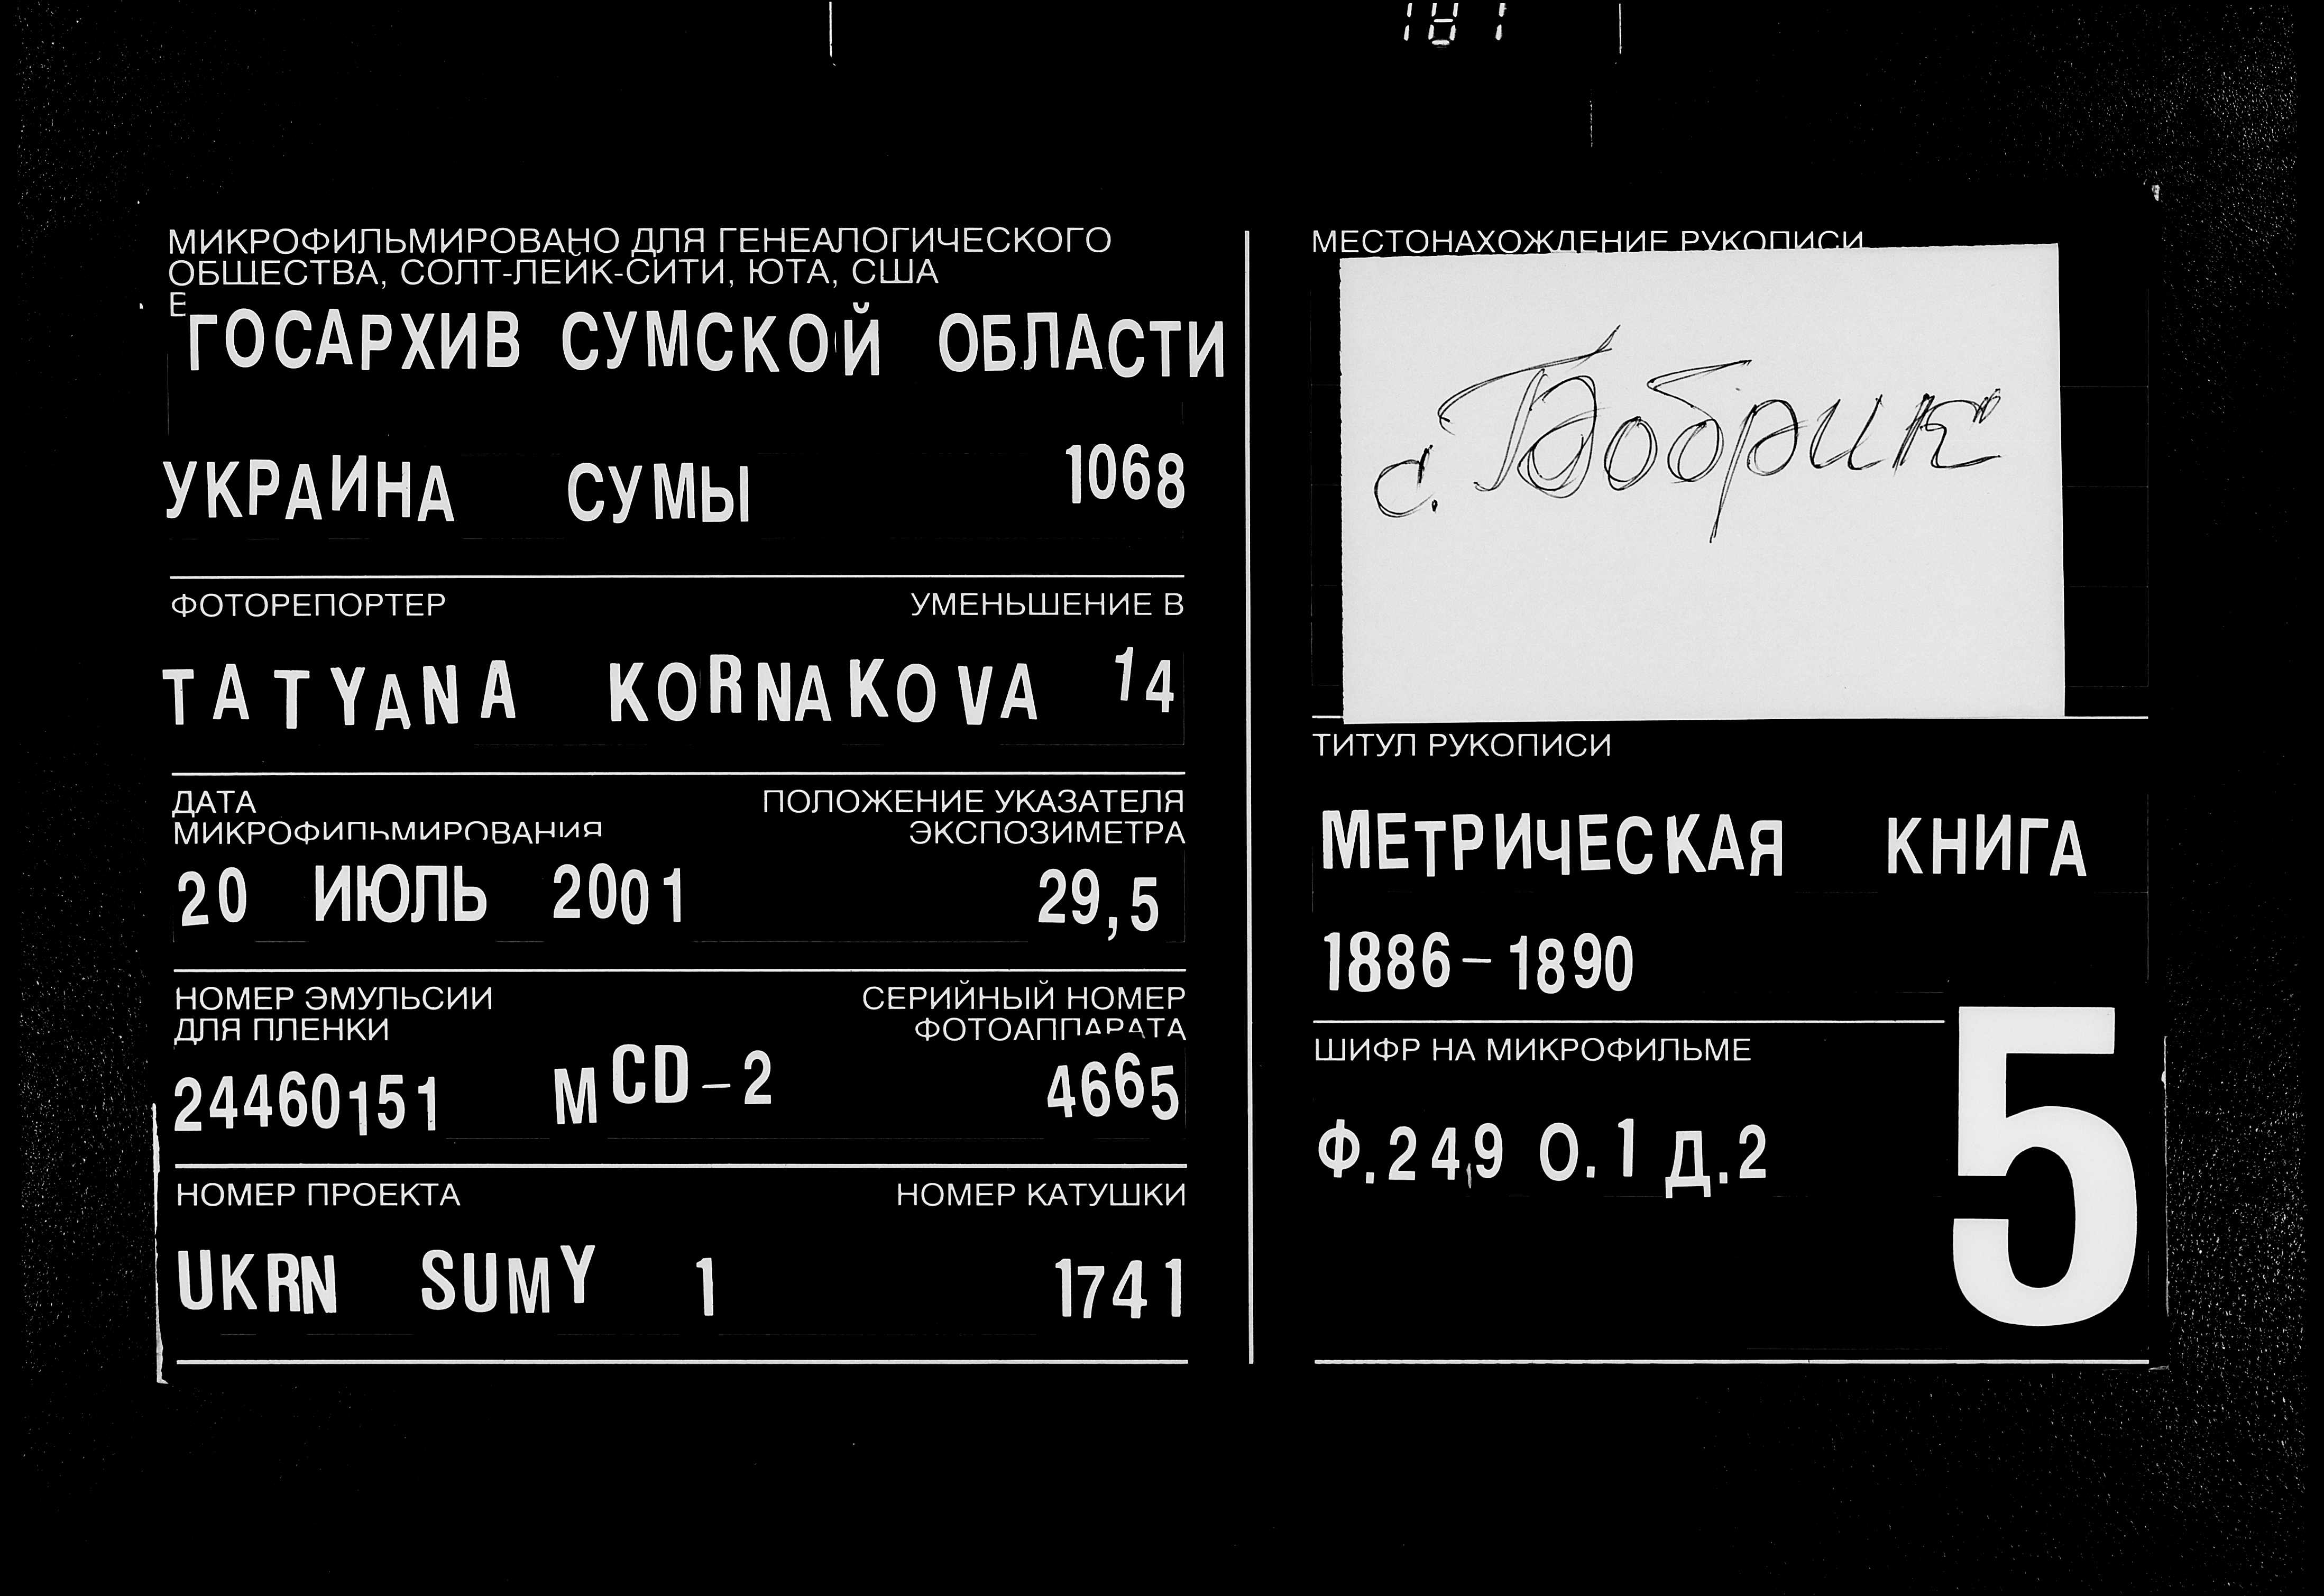 181
МИКРОФИЛЬМИРОВАНО ДЛЯ ГЕНЕАЛОГИЧЕСКОГО
ОБЩЕСТВА, СОЛТ-ЛЕЙК-СИТИ, ЮТА, США
Е
ГОСАРХИВ СУМСКОЙ ОБЛАСТИ
УКРАИНА СУМЫ 1068
ФОТОРЕПОРТЕР УМЕНЬШЕНИЕ В
TATYANA KORNAKOVA 14
ДАТА ПОЛОЖЕНИЕ УКАЗАТЕЛЯ
МИКРОФИЛЬМИРОВАНИЯ ЭКСПОЗИМЕТРА
20 ИЮЛЬ 2001 29,5
НОМЕР ЭМУЛЬСИИ СЕРИЙНЫЙ НОМЕР
ДЛЯ ПЛЕНКИ ФОТОАППАРАТА
24460151 MCD-2 4665
НОМЕР ПРОЕКТА НОМЕР КАТУШКИ
UKRN SUMY 1 1741
МЕСТОНАХОЖДЕНИЕ РУКОПИСИ
с. Бобрик
ТИТУЛ РУКОПИСИ
МЕТРИЧЕСКАЯ КНИГА
1886-1890
ШИФР НА МИКРОФИЛЬМЕ
Ф.249 О.1 Д.2
5